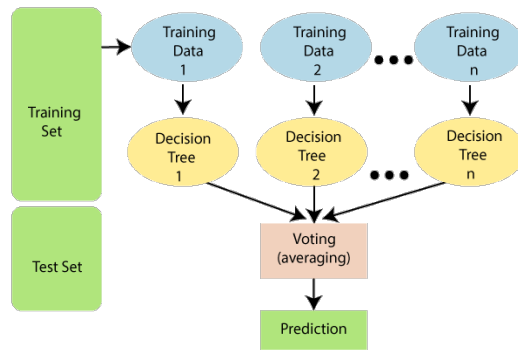 Training
Set
Test Set
Training
Data
1
Training
Data
2
Training
Data
n
Decision
Tree
1
Decision
Tree
2
Decision
Tree
n
Voting
(averaging)
Prediction